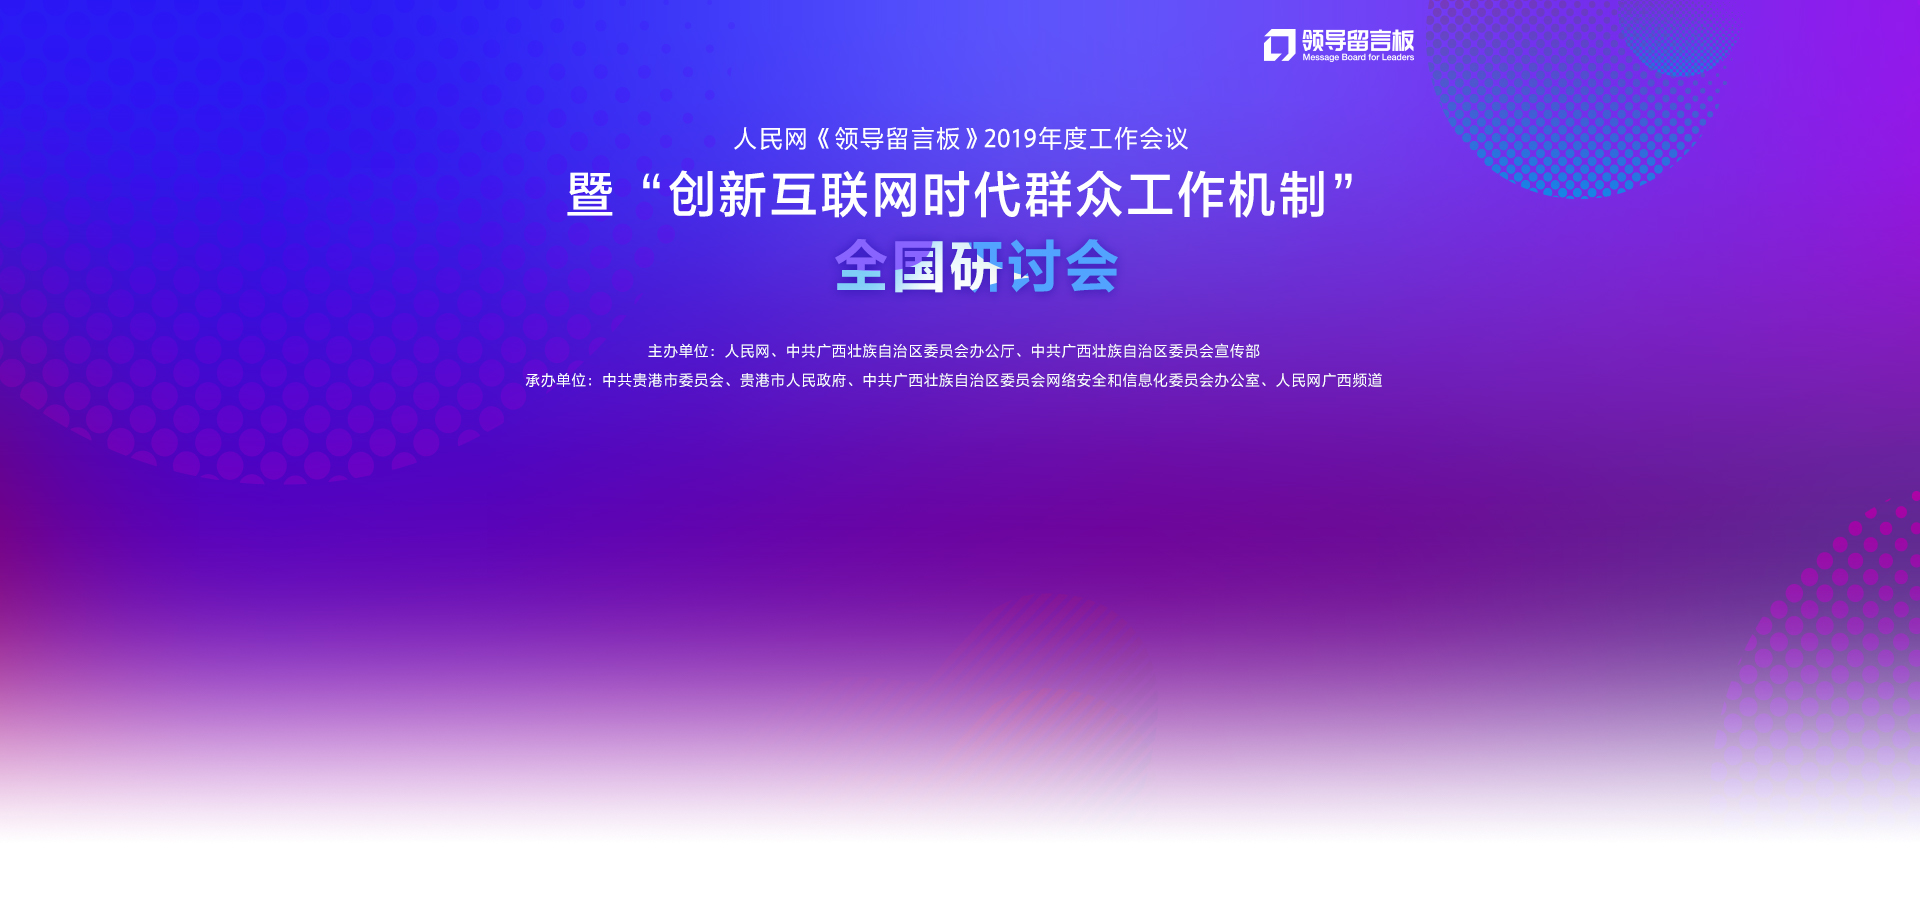 领导留言板
Message Board for Leaders
人民网《领导留言板》2019年度工作会议
暨 “创新互联网时代群众工作机制”
全国研讨会
主办单位：人民网、中共广西壮族自治区委员会办公厅、中共广西壮族自治区委员会宣传部
承办单位：中共贵港市委员会、贵港市人民政府、中共广西壮族自治区委员会网络安全和信息化委员会办公室、人民网广西频道